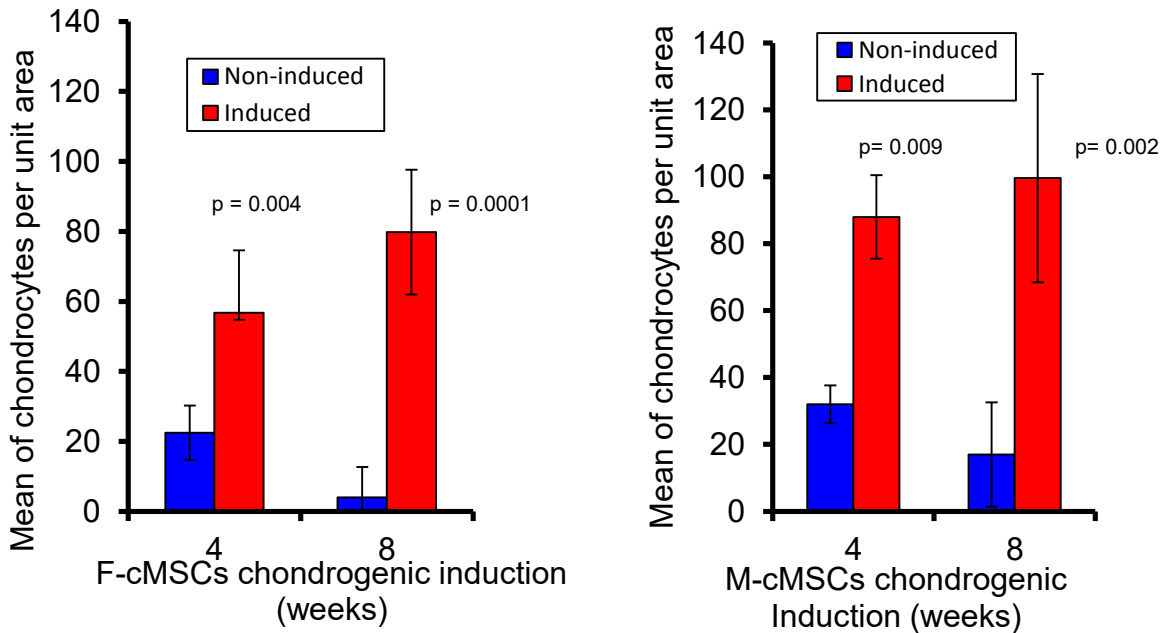 Mean of chondrocytes per unit area
140
120
100
80
60
40
20
0
Non-induced
Induced
p = 0.004
p = 0.0001
4
8
F-cMSCs chondrogenic induction
(weeks)
Mean of chondrocytes per unit area
140
120
100
80
60
40
20
0
Non-induced
Induced
p= 0.009
p= 0.002
4
8
M-cMSCs chondrogenic
Induction (weeks)